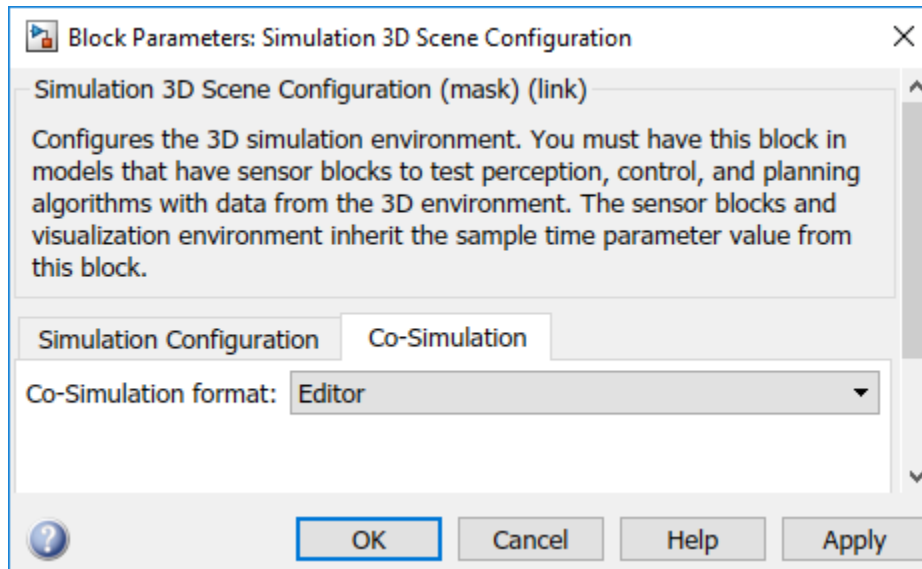 Block Parameters: Simulation 3D Scene Configuration
Simulation 3D Scene Configuration (mask) (link)
Configures the 3D simulation environment. You must have this block in
models that have sensor blocks to test perception, control, and planning
algorithms with data from the 3D environment. The sensor blocks and
visualization environment inherit the sample time parameter value from
this block.
Simulation Configuration Co-Simulation
Co-Simulation format: Editor
? OK Cancel Help Apply